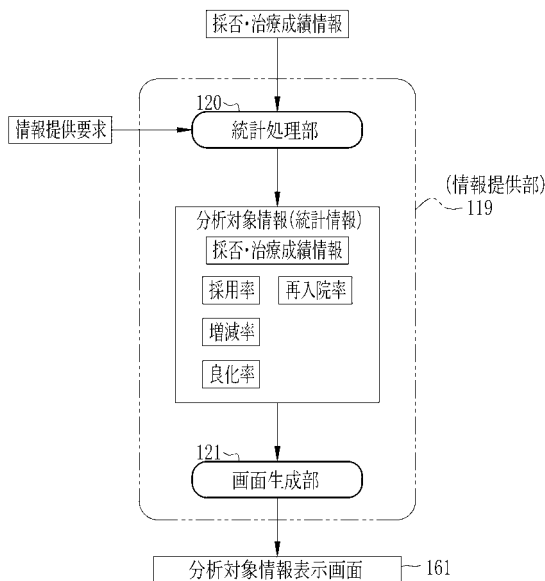 採否・治療成績情報
120
情報提供要求
統計処理部
(情報提供部)
119
分析対象情報(統計情報)
採否・治療成績情報
採用率 再入院率
増減率
良化率
121
画面生成部
分析対象情報表示画面
161